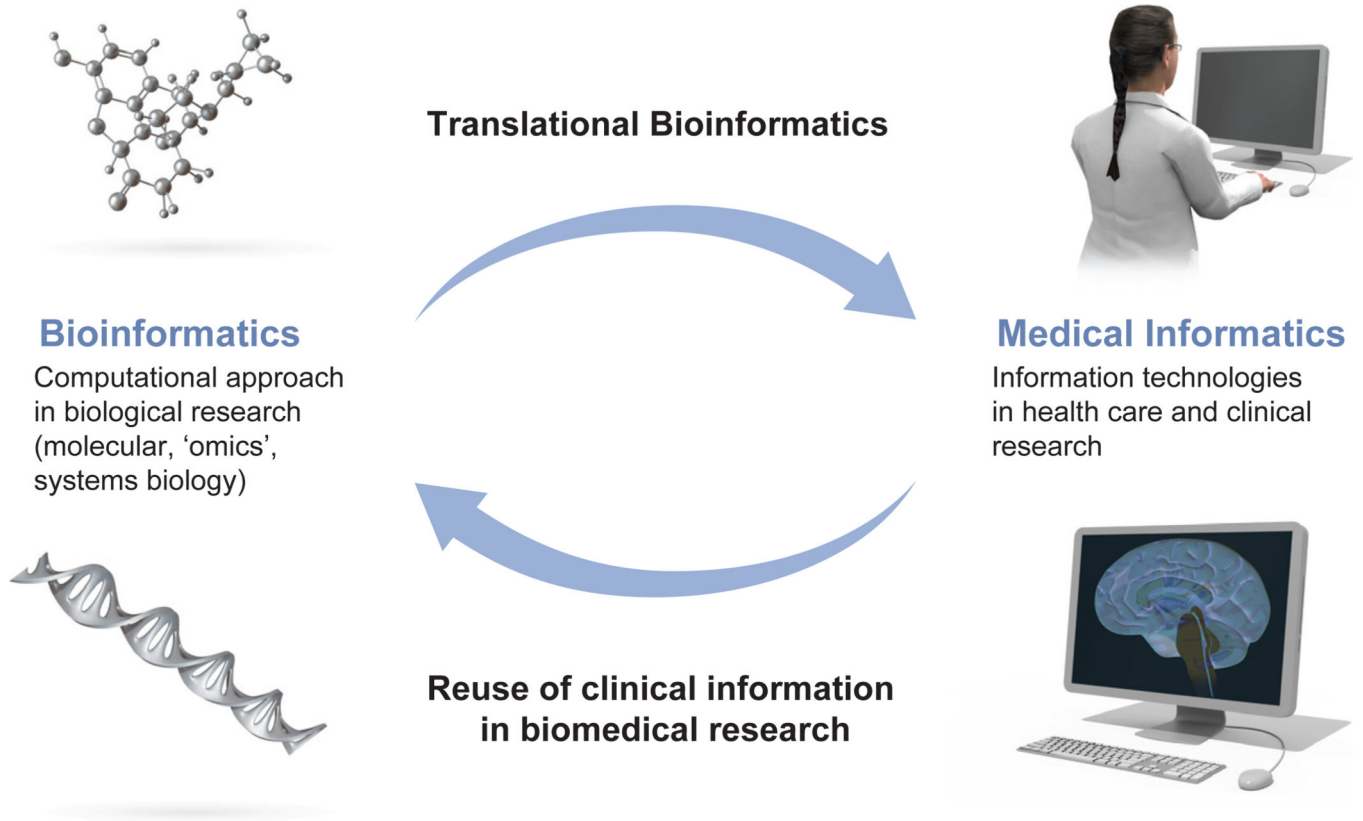 Translational Bioinformatics
Bioinformatics
Computational approach
in biological research
(molecular, ‘omics’,
systems biology)
Medical Informatics
Information technologies
in health care and clinical
research
Reuse of clinical information
in biomedical research